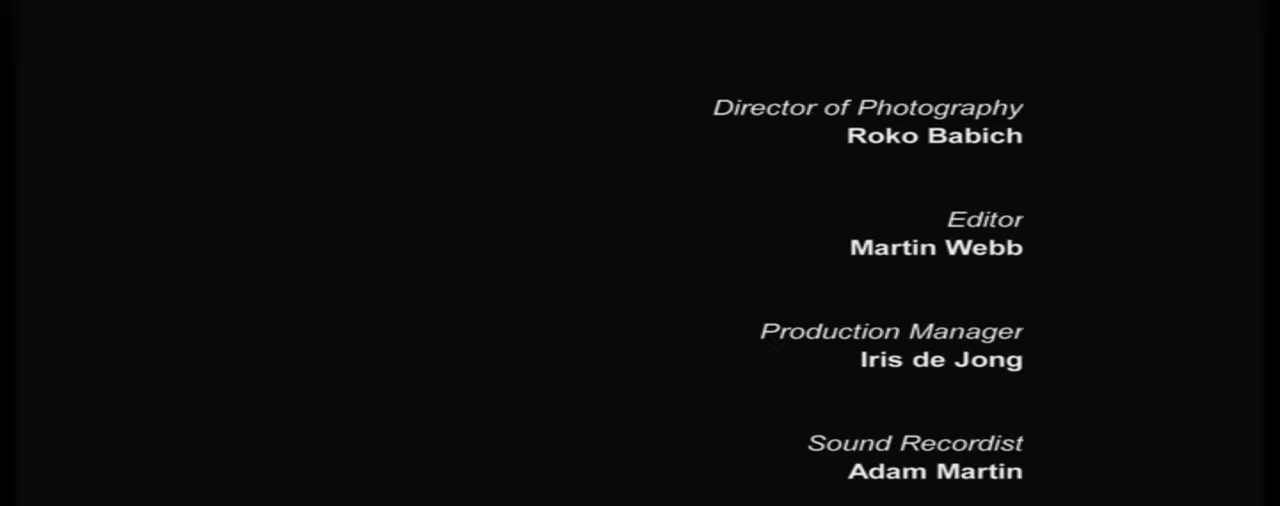 Director of Photography
Roko Babich
Editor
Martin Webb
Production Manager
Iris de Jong
Sound Recordist
Adam Martin